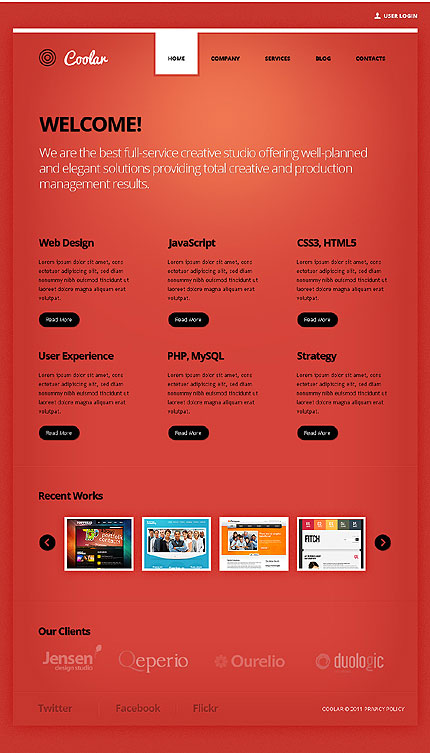 USER LOGIN
Coolar
HOME COMPANY SERVICES BLOG CONTACTS
WELCOME!
We are the best full-service creative studio offering well-planned
and elegant solutions providing total creative and production
management results.
Web Design JavaScript CSS3, HTML5
Lorem ipsum dolor sit amet, cons Lorem ipsum dolor sit amet, cons Lorem ipsum dolor sit amet, cons
ectetuer adipiscing elit, sed diam ectetuer adipiscing elit, sed diam ectetuer adipiscing elit, sed diam
nonummy nibh euismod tincidunt ut nonummy nibh euismod tincidunt ut nonummy nibh euismod tincidunt ut
laoreet dolore magna aliquam erat laoreet dolore magna aliquam erat laoreet dolore magna aliquam erat
volutpat. volutpat. volutpat.
Read More Read More Read More
User Experience PHP, MySQL Strategy
Lorem ipsum dolor sit amet, cons Lorem ipsum dolor sit amet, cons Lorem ipsum dolor sit amet, cons
ectetuer adipiscing elit, sed diam ectetuer adipiscing elit, sed diam ectetuer adipiscing elit, sed diam
nonummy nibh euismod tincidunt ut nonummy nibh euismod tincidunt ut nonummy nibh euismod tincidunt ut
laoreet dolore magna aliquam erat laoreet dolore magna aliquam erat laoreet dolore magna aliquam erat
volutpat. volutpat. volutpat.
Read More Read More Read More
Recent Works
FITCH
Our Clients
Jensen Qeperio Ourelio duologic
design studio
Twitter Facebook Flickr COOLAR © 2011 PRIVACY POLICY